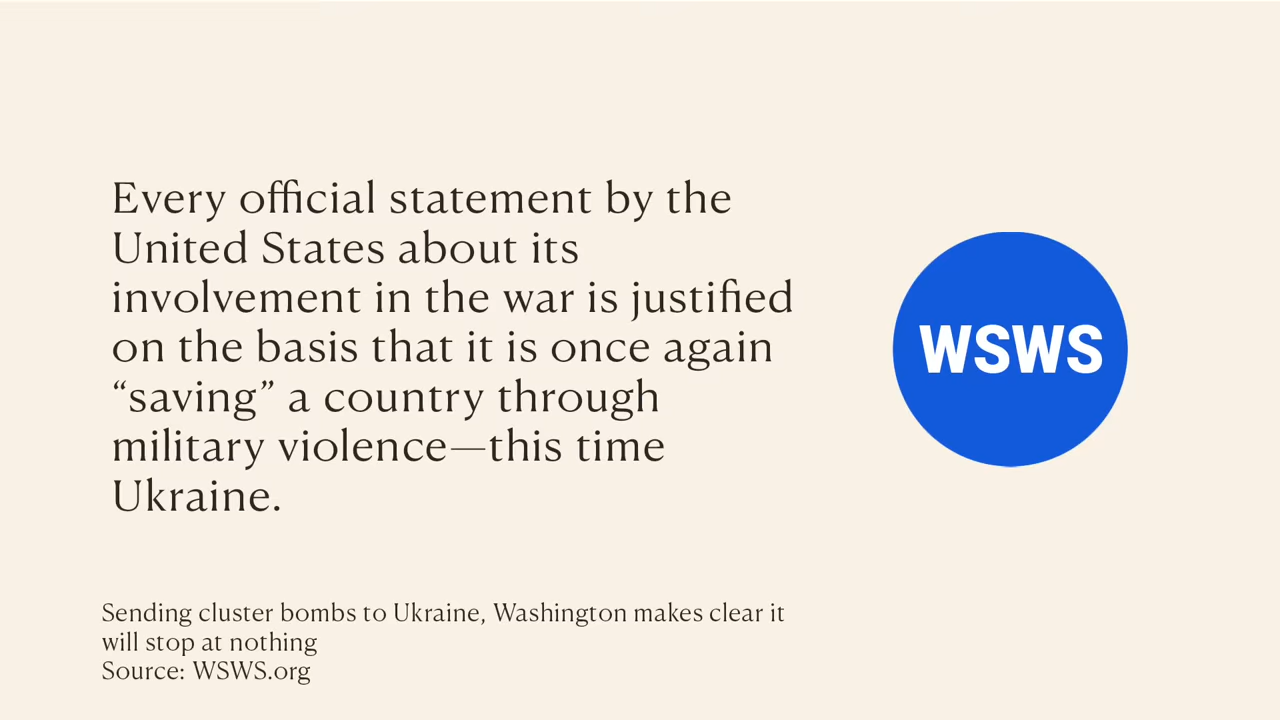 Every official statement by the
United States about its
involvement in the war is justified
on the basis that it is once again
“saving” a country through
military violence—this time
Ukraine.
WSWS
Sending cluster bombs to Ukraine, Washington makes clear it
will stop at nothing
Source: WSWS.org